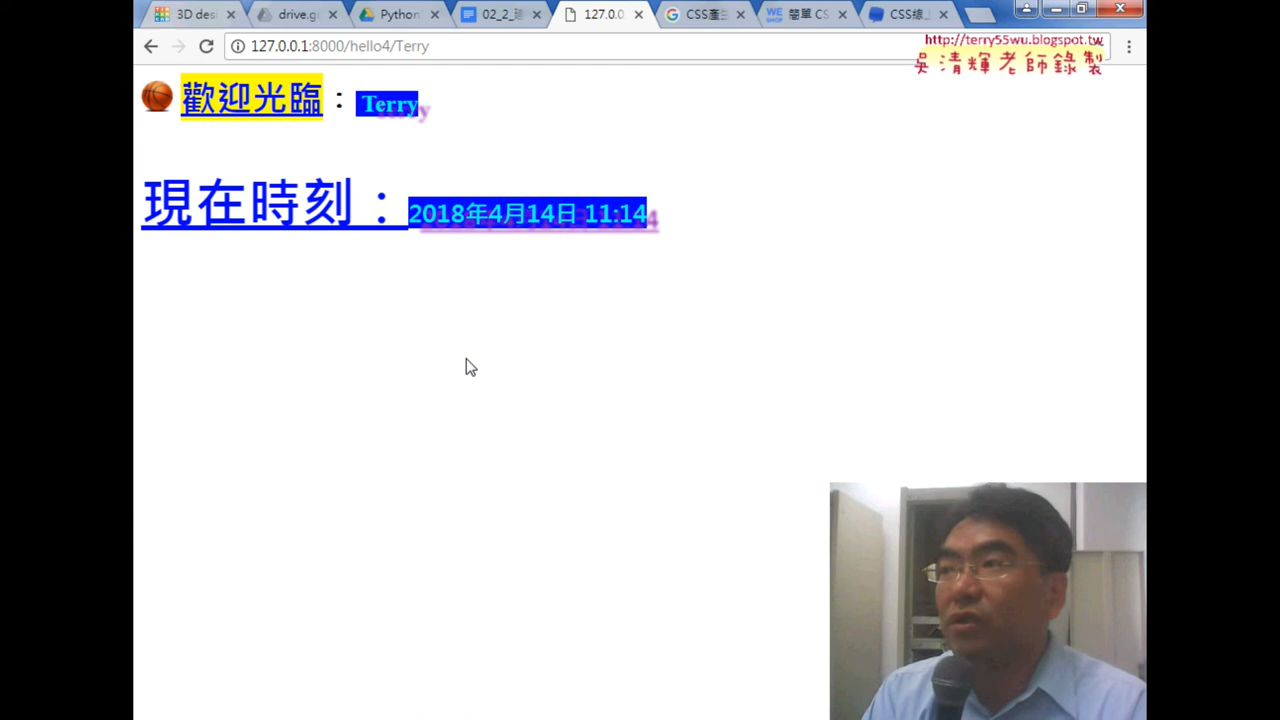 3D des
drive.g
Python
02_2_
127.0.0
CSS產
簡單 CS
CSS線
127.0.0.1:8000/hello4/Terry
http://terry55wu.blogspot.tw
吳清輝老師錄製
歡迎光臨：Terry
現在時刻：2018年4月14日 11:14